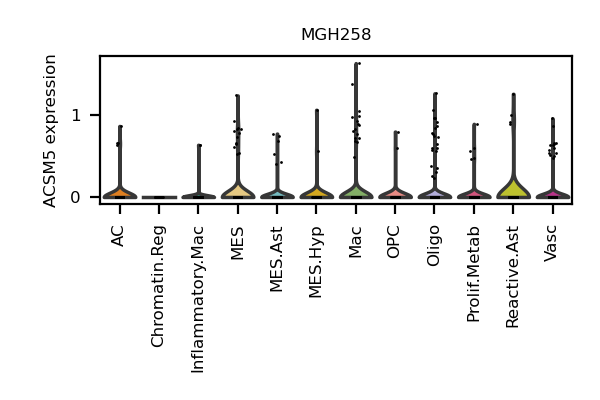 MGH258
ACSM5 expression
1
0
AC
Chromatin.Reg
Inflammatory.Mac
MES
MES.Ast
MES.Hyp
Mac
OPC
Oligo
Prolif.Metab
Reactive.Ast
Vasc